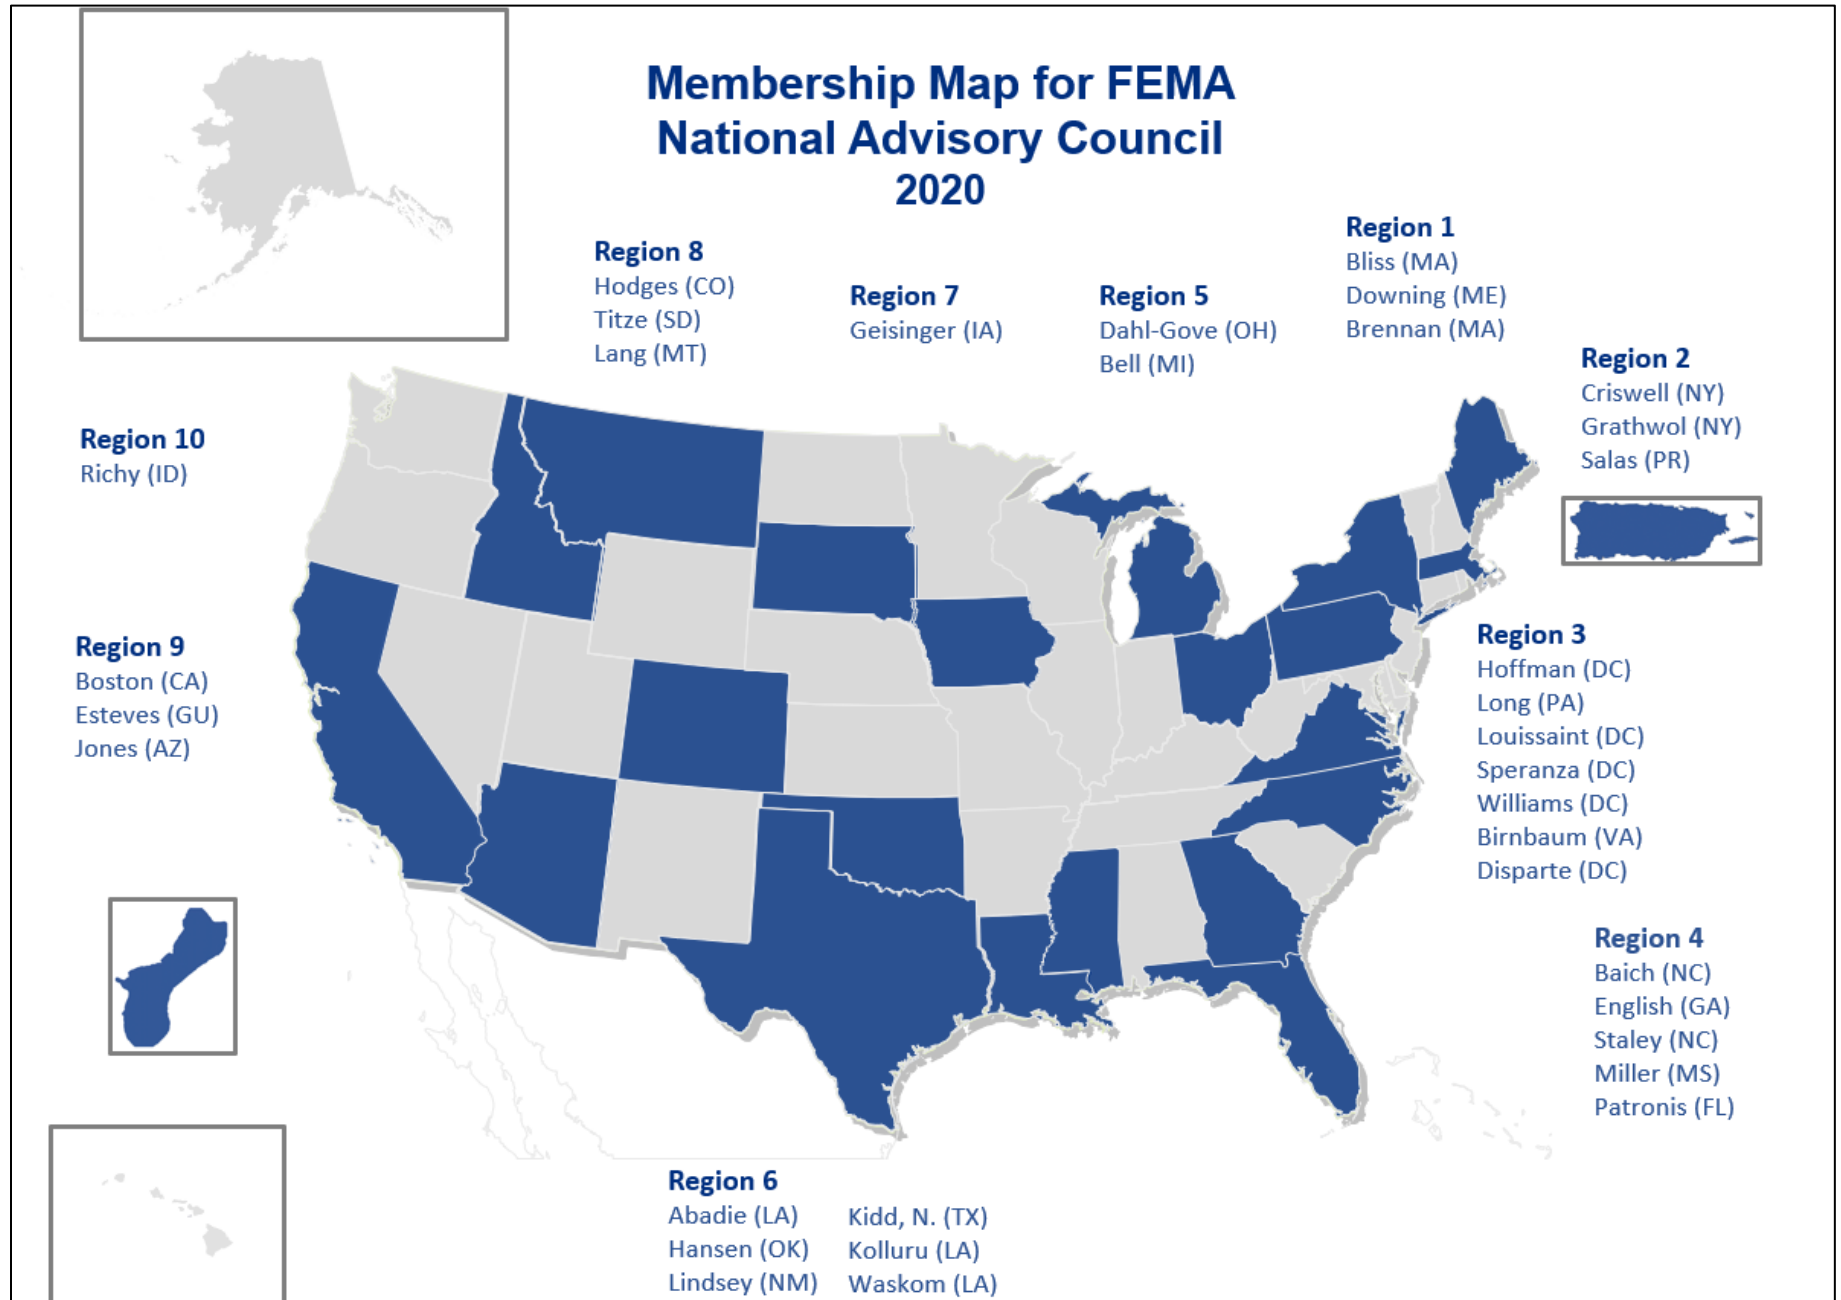 Membership Map for FEMA
National Advisory Council
2020
Region 1
Bliss (MA)
Downing (ME)
Brennan (MA)
Region 8
Hodges (CO)
Titze (SD)
Lang (MT)
Region 7
Geisinger (IA)
Region 5
Dahl-Gove (OH)
Bell (MI)
Region 2
Criswell (NY)
Grathwol (NY)
Salas (PR)
Region 10
Richy (ID)
Region 9
Boston (CA)
Esteves (GU)
Jones (AZ)
Region 3
Hoffman (DC)
Long (PA)
Louissaint (DC)
Speranza (DC)
Williams (DC)
Birnbaum (VA)
Disparte (DC)
Region 4
Baich (NC)
English (GA)
Staley (NC)
Miller (MS)
Patronis (FL)
Region 6
Abadie (LA)
Hansen (OK)
Lindsey (NM)
Kidd, N. (TX)
Kolluru (LA)
Waskom (LA)